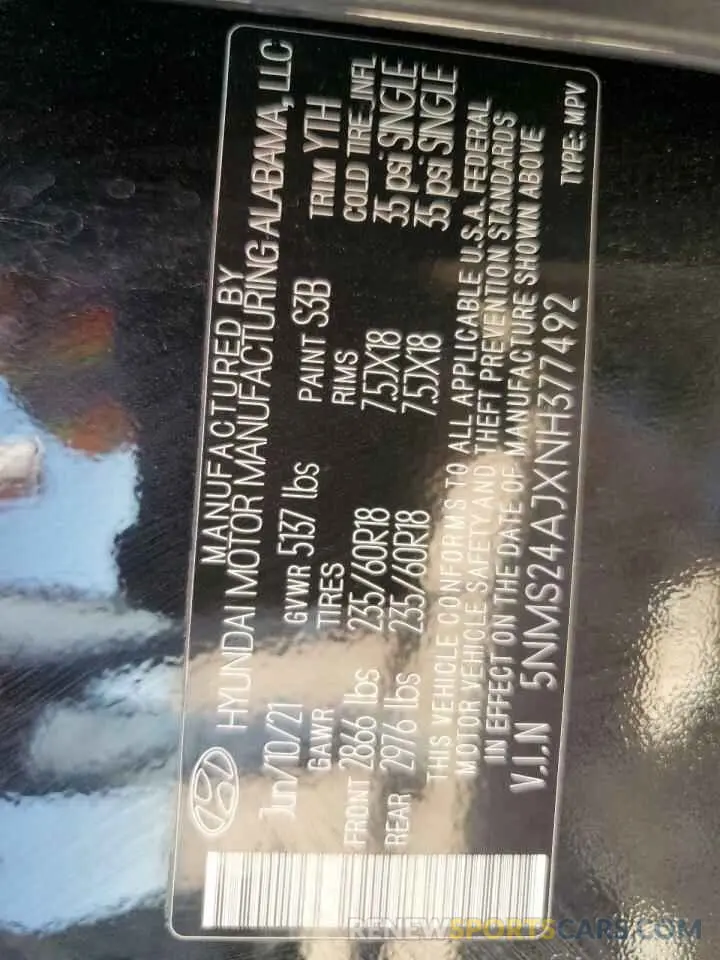 MANUFACTURED BY
HYUNDAI MOTOR MANUFACTURING ALABAMA, LLC
Jun/10/21 GVWR 5137 lbs PAINT S3B TRIM YTH
GAWR TIRES RIMS COLD TIRE INFL
FRONT 2866 lbs 235/60R18 7.5JX18 35 psi SINGLE
REAR 2976 lbs 235/60R18 7.5JX18 35 psi SINGLE
THIS VEHICLE CONFORMS TO ALL APPLICABLE U.S.A. FEDERAL
MOTOR VEHICLE SAFETY AND THEFT PREVENTION STANDARDS
IN EFFECT ON THE DATE OF MANUFACTURE SHOWN ABOVE
V.I.N 5NMS24AJXNH377492 TYPE: MPV
RENEWSPORTSCARS.COM